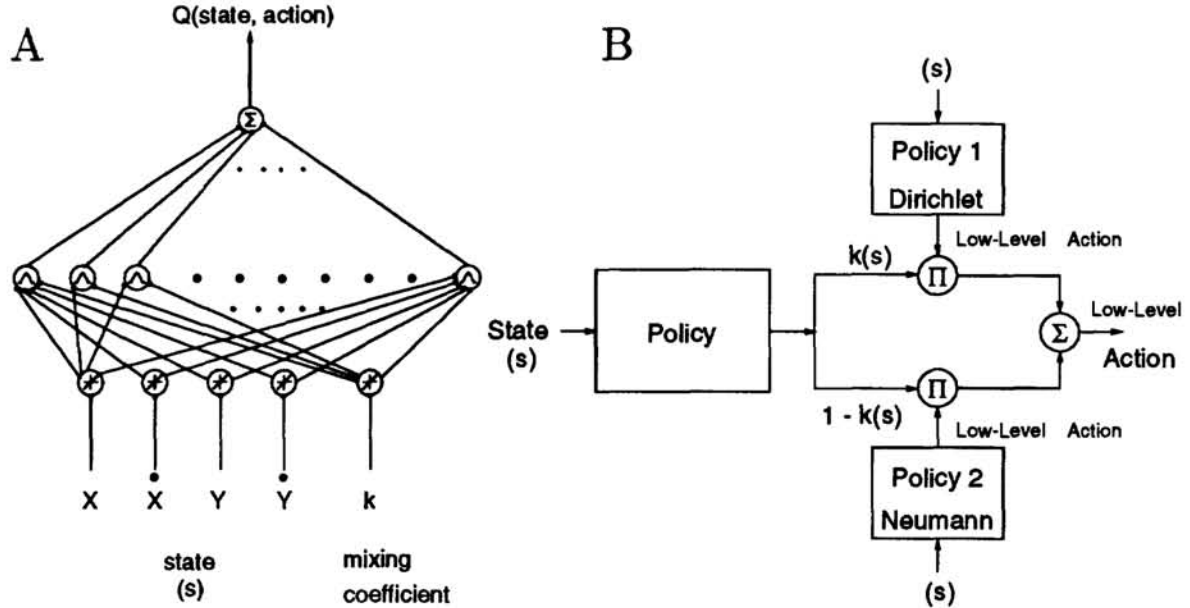 A
Q(state, action)
Σ
X
Ẋ
Y
Ẏ
k
state
(s)
mixing
coefficient
B
(s)
Policy 1
Dirichlet
Low-Level Action
k(s)
Π
State
(s)
Policy
Σ
Low-Level
Action
Π
1 - k(s)
Low-Level Action
Policy 2
Neumann
(s)